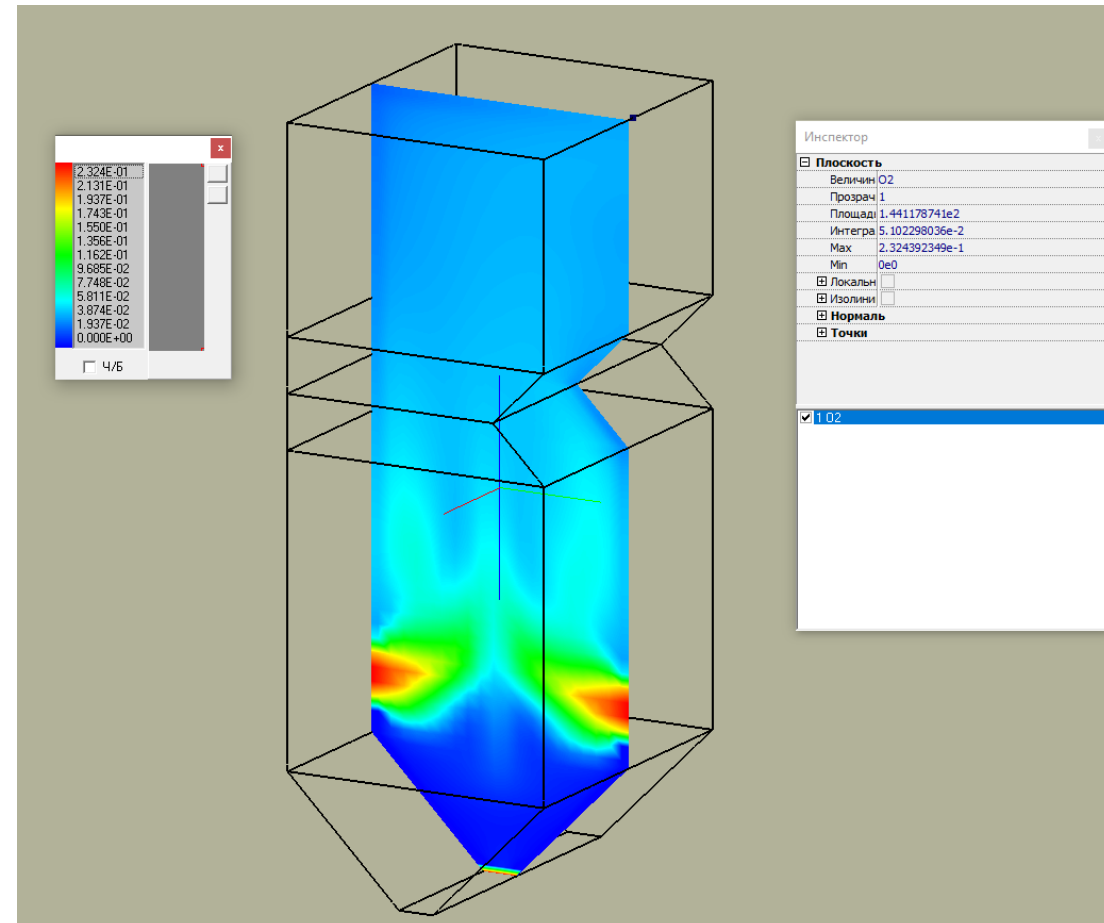 x
2.324E-01
2.131E-01
1.937E-01
1.743E-01
1.550E-01
1.356E-01
1.162E-01
9.685E-02
7.748E-02
5.811E-02
3.874E-02
1.937E-02
0.000E+00
Ч/Б
Инспектор
Плоскость
Величин O2
Прозрач 1
Площад 1.441178741e2
Интегра 5.102298036e-2
Max 2.324392349e-1
Min 0e0
Локальн
Изолини
Нормаль
Точки
1 O2